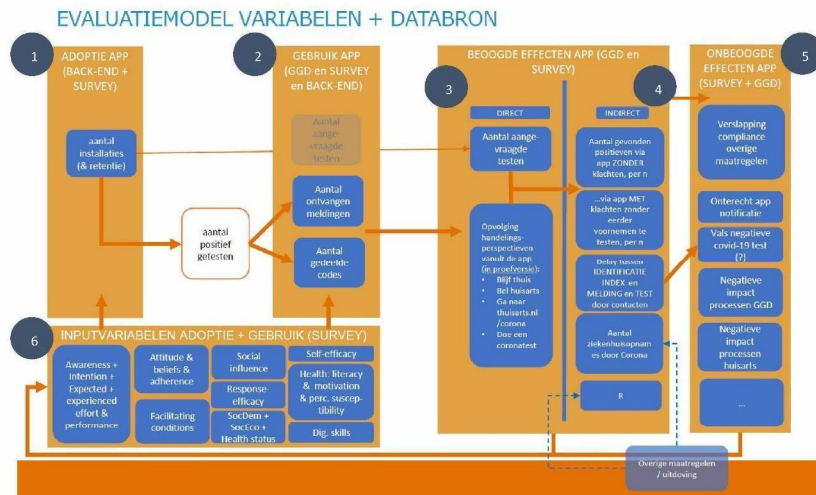 EVALUATIEMODEL VARIABELEN + DATABRON
1
ADOPTIE APP
(BACK-END +
SURVEY)
aantal
installaties
(& retentie)
aantal
positief
getesten
2
GEBRUIK APP
(GGD en SURVEY
en BACK-END)
Aantal
aange-
vraagde
testen
Aantal
ontvangen
meldingen
Aantal
gedeelde
codes
BEOOGDE EFFECTEN APP (GGD en
SURVEY)
3
DIRECT
Aantal aange-
vraagde
testen
Opvolging
handelings-
perspectieven
vanuit de app
(in proefversie):
• Blijf thuis
• Bel huisarts
• Ga naar
thuisarts.nl
/corona
• Doe een
coronatest
4
INDIRECT
Aantal gevonden
positieven via
app ZONDER
klachten, per n
...via app MET
klachten zonder
eerder
voornemen te
testen, per n
Delay tussen
IDENTIFICATIE
INDEX en
MELDING en TEST
door contacten
Aantal
ziekenhuisopnam
es door Corona
R
ONBEOOGDE
EFFECTEN APP
(SURVEY + GGD)
5
Verslapping
compliance
overige
maatregelen
Onterecht app
notificatie
Vals negatieve
covid-19 test
(?)
Negatieve
impact
processen GGD
Negatieve
impact
processen
huisarts
...
6
INPUTVARIABELEN ADOPTIE + GEBRUIK (SURVEY)
Awareness +
Intention +
Expected +
experienced
effort &
performance
Attitude &
beliefs &
adherence
Facilitating
conditions
Social
influence
Response-
efficacy
SocDem +
SocEco +
Health status
Self-efficacy
Health: literacy
& motivation
& perc. suscep-
tibility
Dig. skills
Overige maatregelen
/ uitdoving